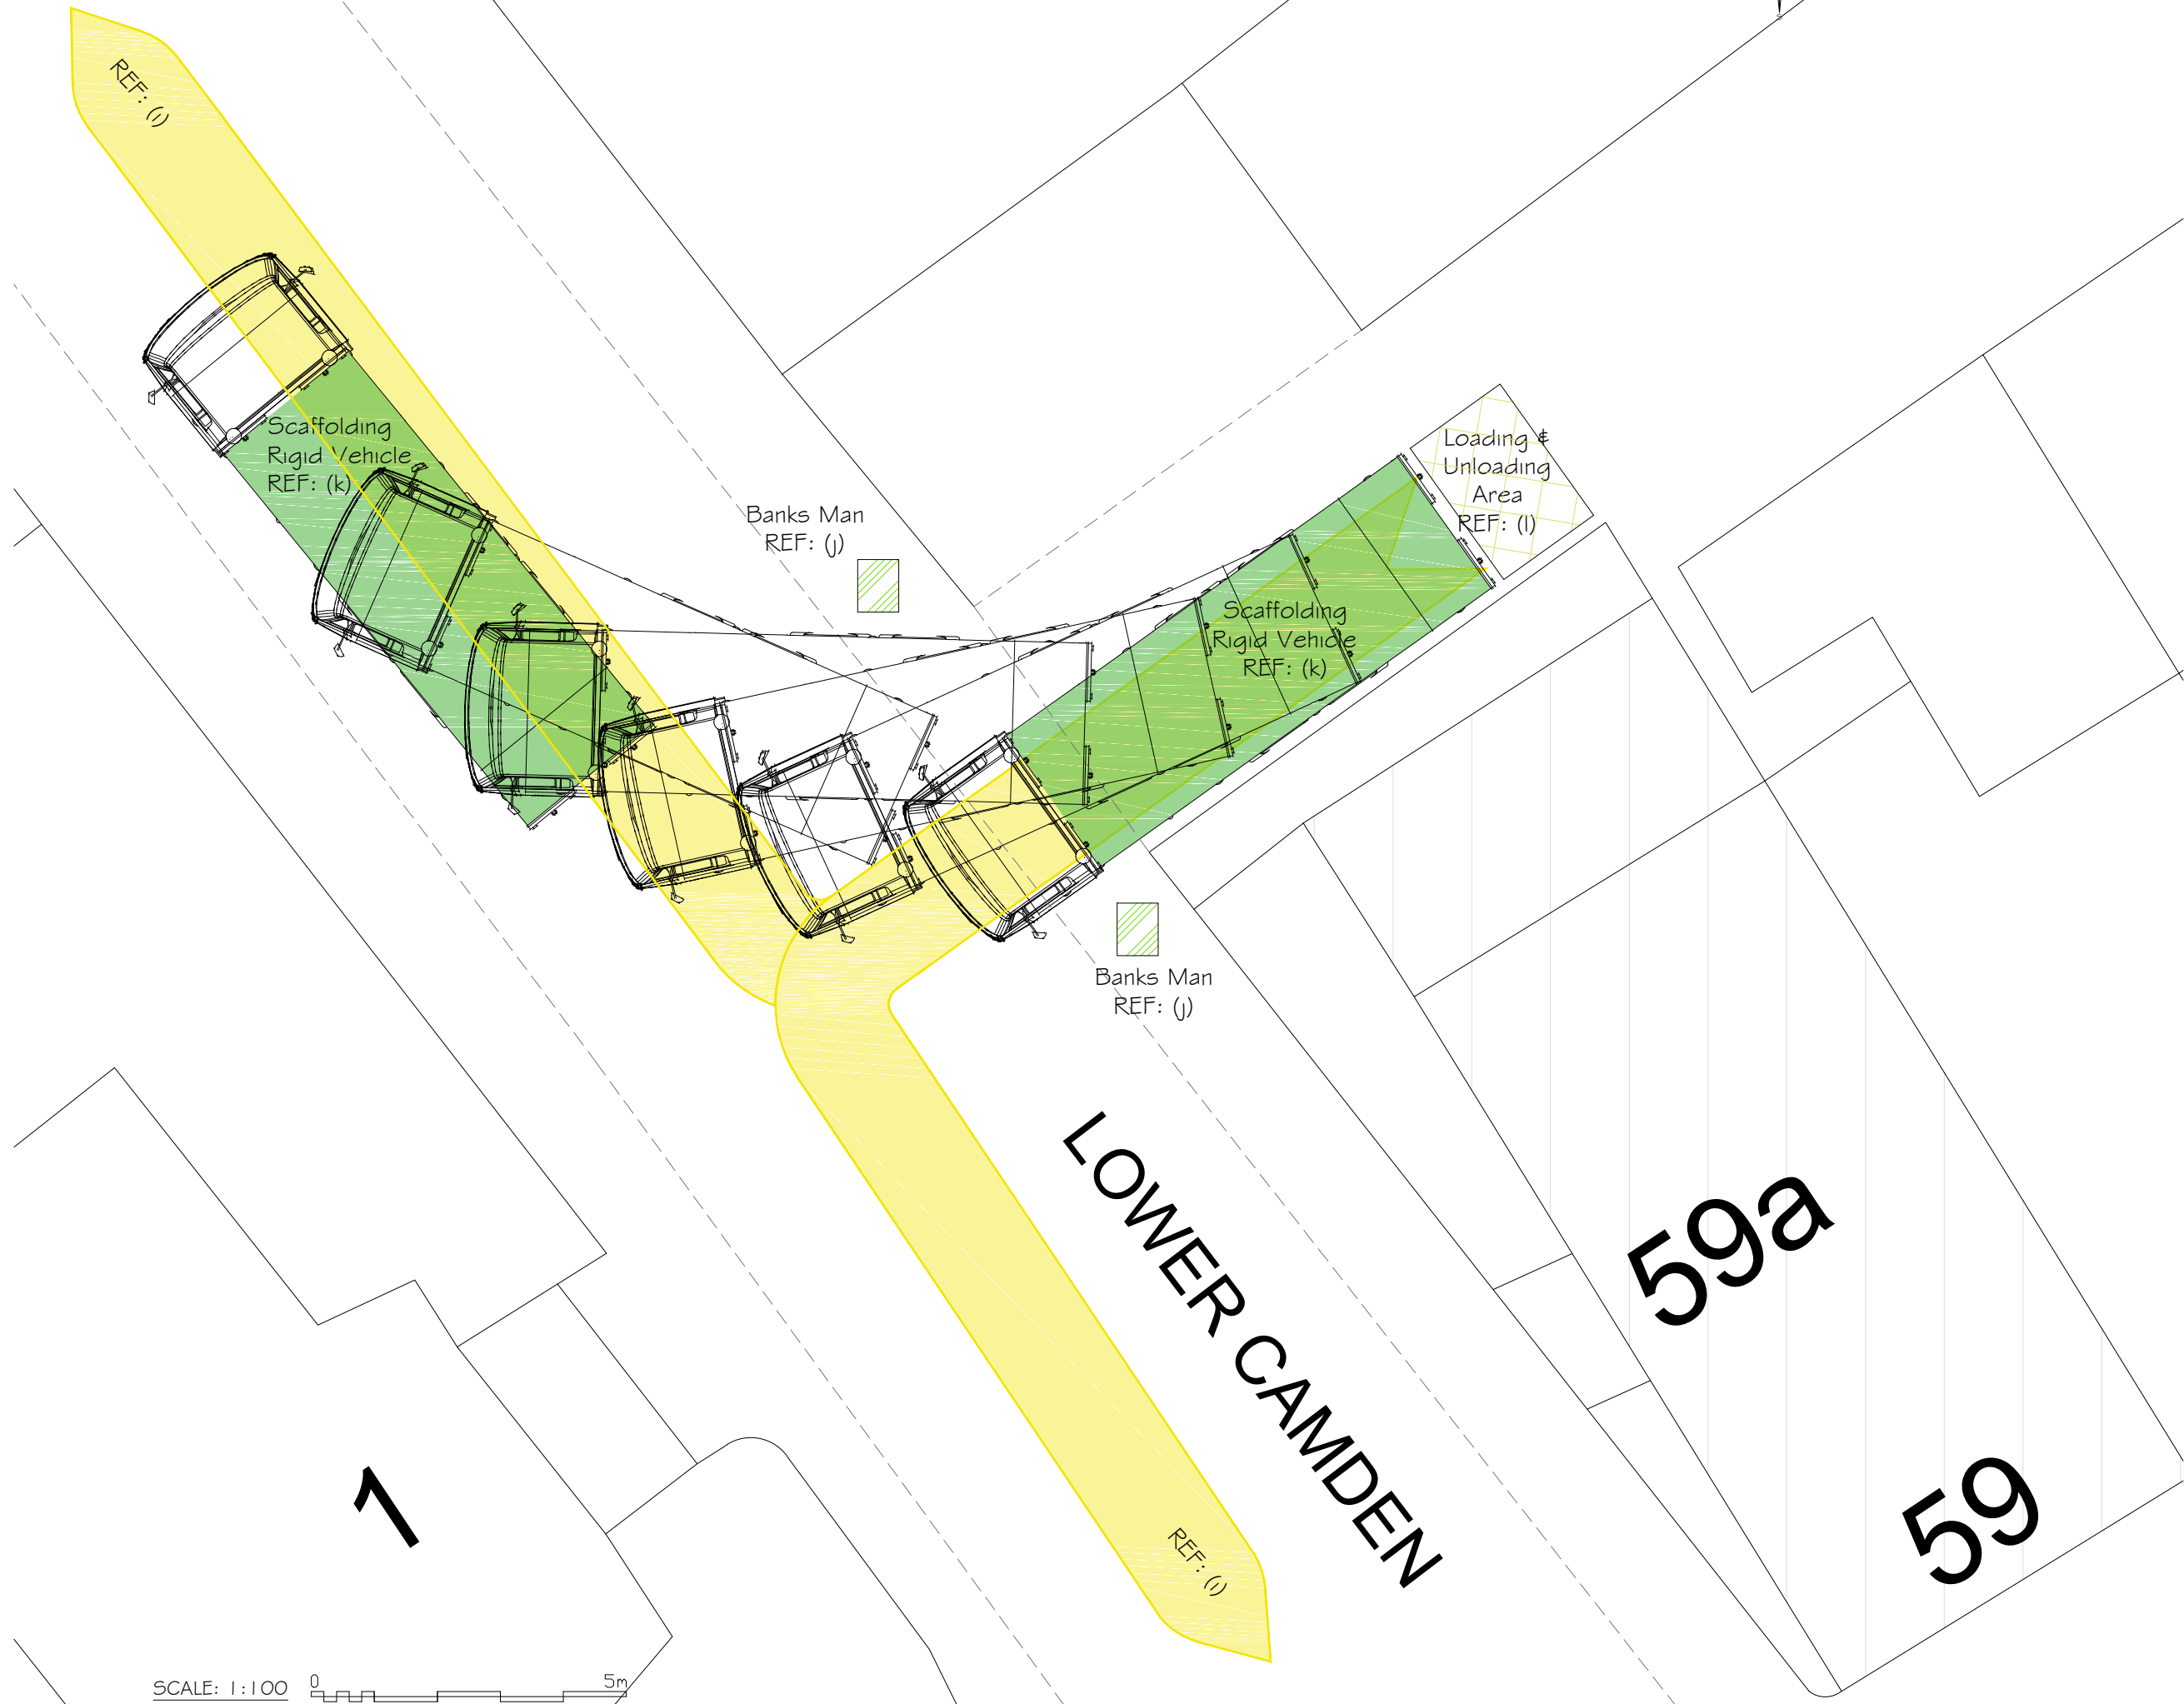 REF: (i)
Scaffolding
Rigid Vehicle
REF: (k)
Banks Man
REF: (j)
Loading &
Unloading
Area
REF: (l)
Scaffolding
Rigid Vehicle
REF: (k)
Banks Man
REF: (j)
LOWER CAMDEN
59a
59
1
REF: (i)
SCALE: 1:100
0
5m